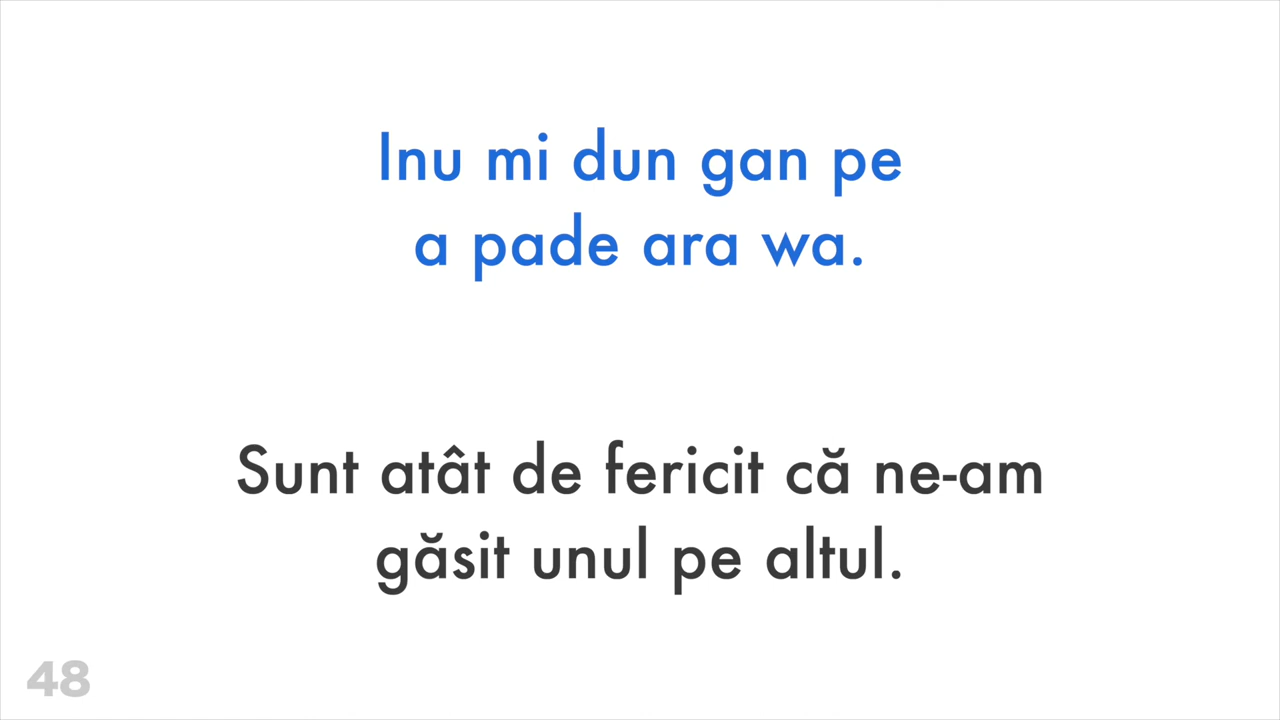 Inu mi dun gan pe
a pade ara wa.
Sunt atât de fericit că ne-am
găsit unul pe altul.
48